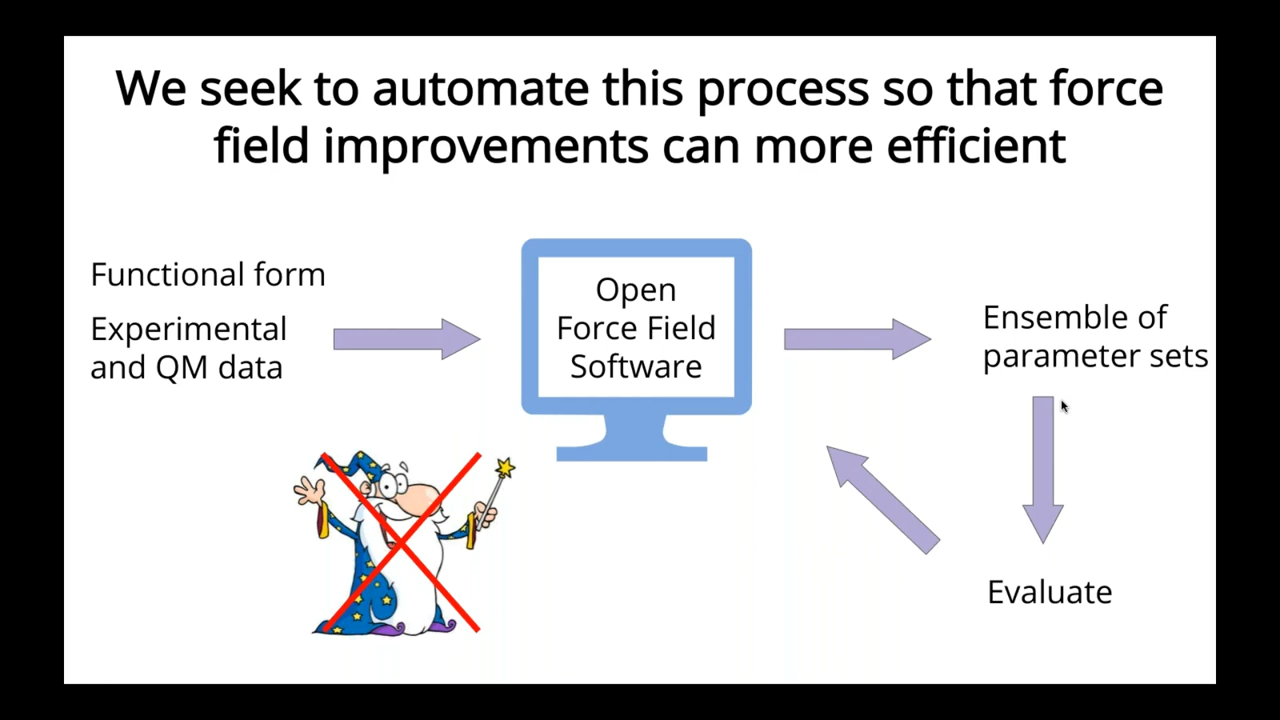 We seek to automate this process so that force
field improvements can more efficient
Functional form
Experimental
and QM data
Open
Force Field
Software
Ensemble of
parameter sets
Evaluate